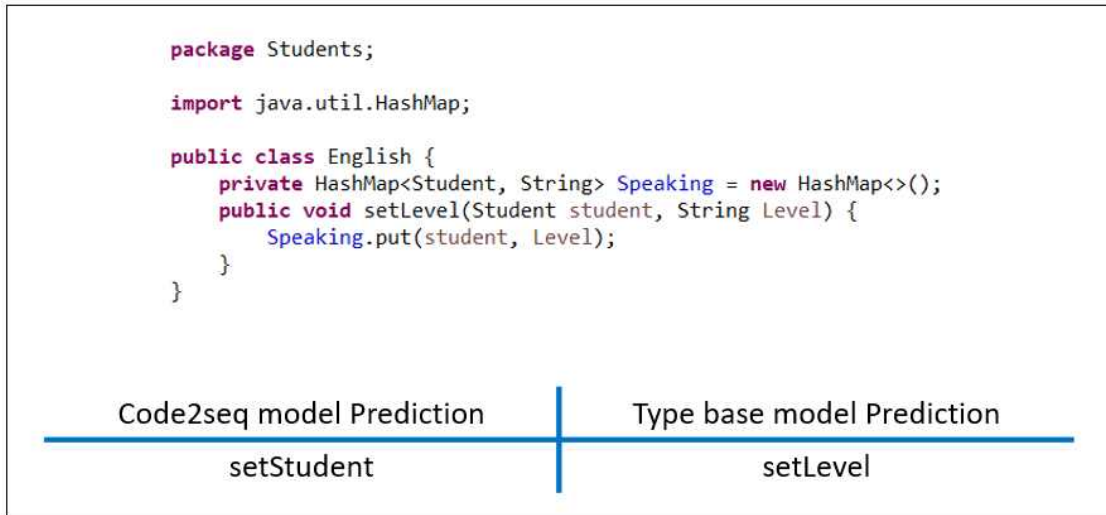 package Students;
import java.util.HashMap;
public class English {
private HashMap<Student, String> Speaking = new HashMap<>();
public void setLevel(Student student, String Level) {
Speaking.put(student, Level);
}
}
Code2seq model Prediction
Type base model Prediction
setStudent
setLevel